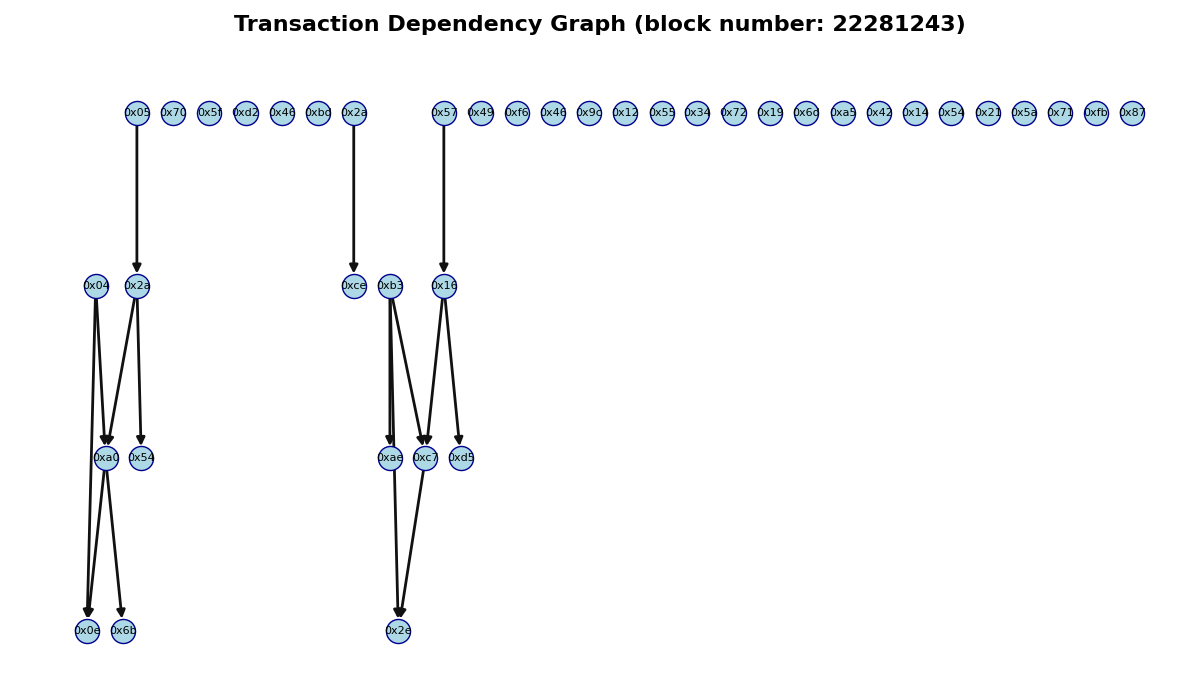 Transaction Dependency Graph (block number: 22281243)
0x05 0x70 0x5f 0xd2 0x46 0xbd 0x2a 0x57 0x49 0xf6 0x46 0x9c 0x12 0x55 0x34 0x72 0x19 0x6d 0xa5 0x42 0x14 0x54 0x21 0x5a 0x71 0xfb 0x87
0x04 0x2a 0xce 0xb3 0x16
0xa0 0x54 0xae 0xc7 0xd5
0x0e 0x6b 0x2e